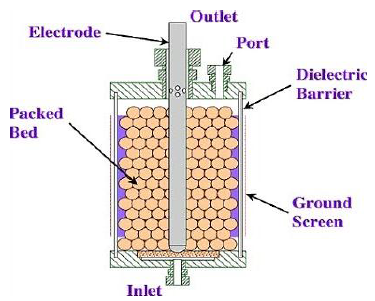 Outlet
Electrode
Port
Dielectric
Barrier
Packed
Bed
Ground
Screen
Inlet